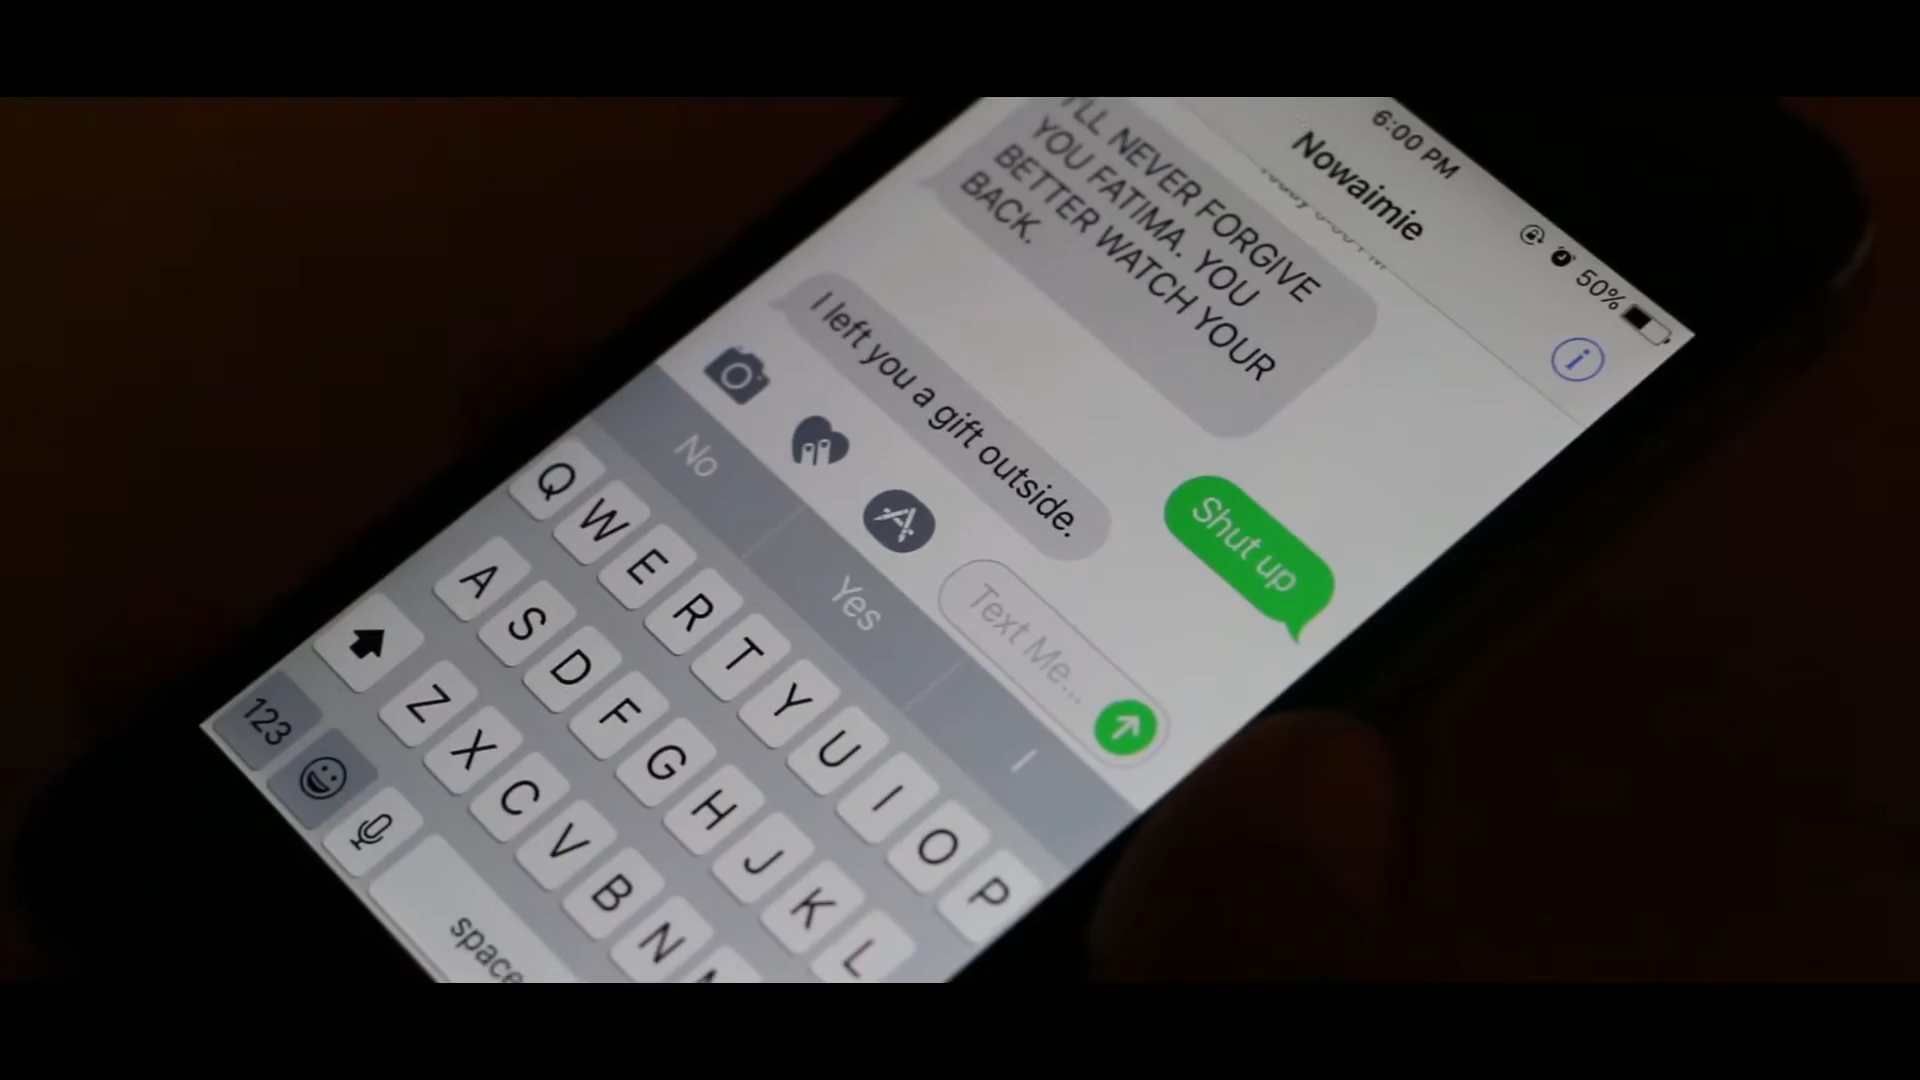 6:00 PM
50%
Nowaimie
I'LL NEVER FORGIVE
YOU FATIMA. YOU
BETTER WATCH YOUR
BACK.
Shut up
I left you a gift outside.
Text Me...
No
Yes
I
Q W E R T Y U I O P
A S D F G H J K L
Z X C V B N
123
space